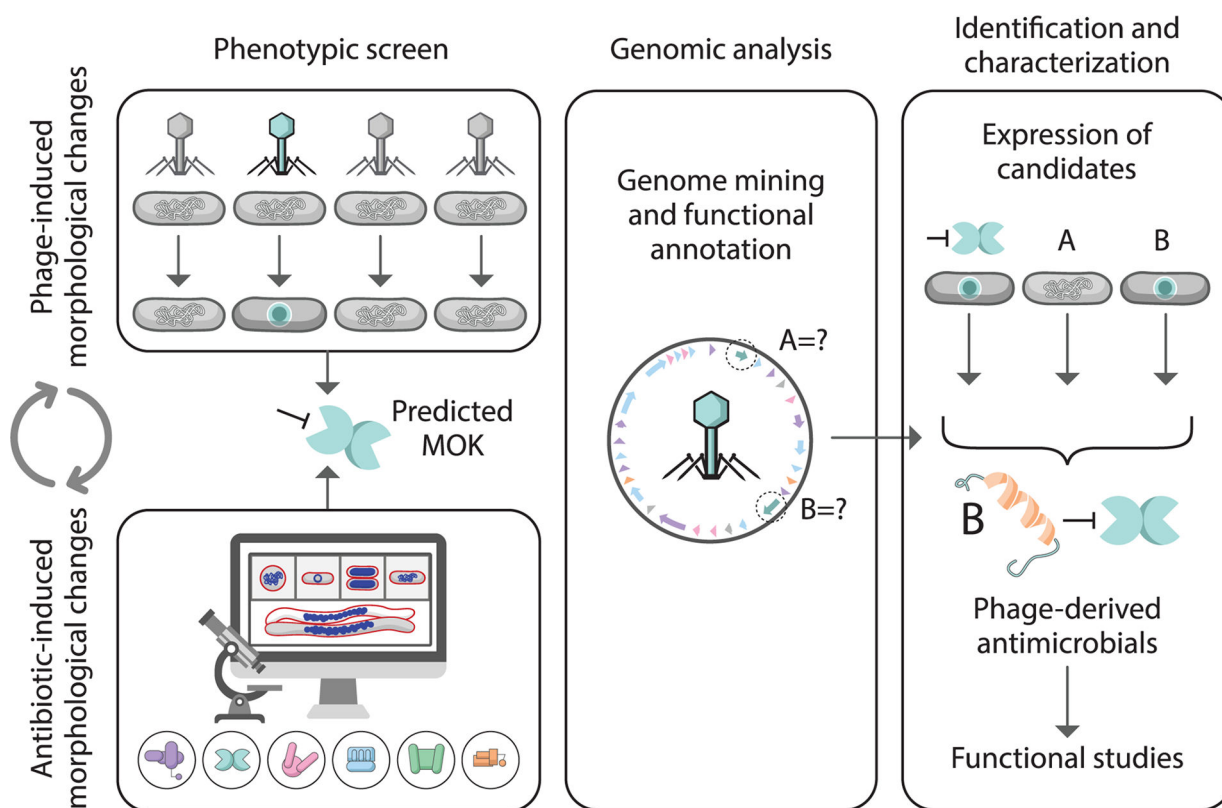 Phenotypic screen
Genomic analysis
Identification and
characterization
Phage-induced
morphological changes
Antibiotic-induced
morphological changes
Predicted
MOK
Genome mining
and functional
annotation
A=?
B=?
Expression of
candidates
A
B
B
Phage-derived
antimicrobials
Functional studies